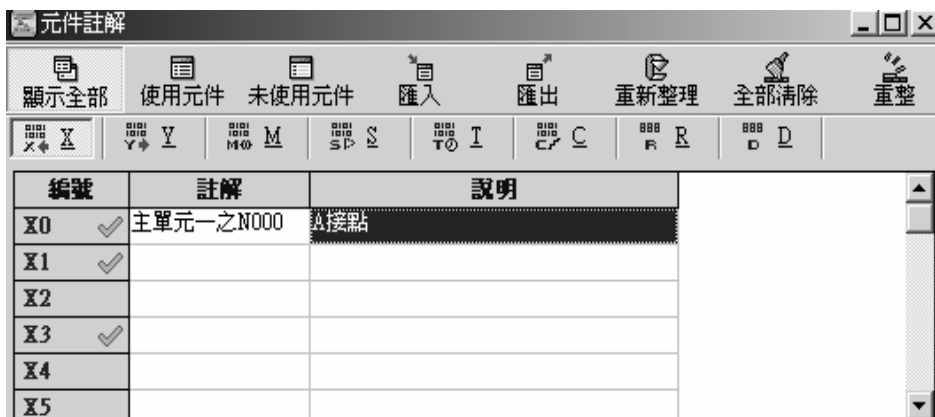 元件註解
顯示全部 使用元件 未使用元件 匯入 匯出 重新整理 全部清除 重整
X Y M S T C R D
編號 註解 說明
X0 主單元一之N000 A接點
X1
X2
X3
X4
X5